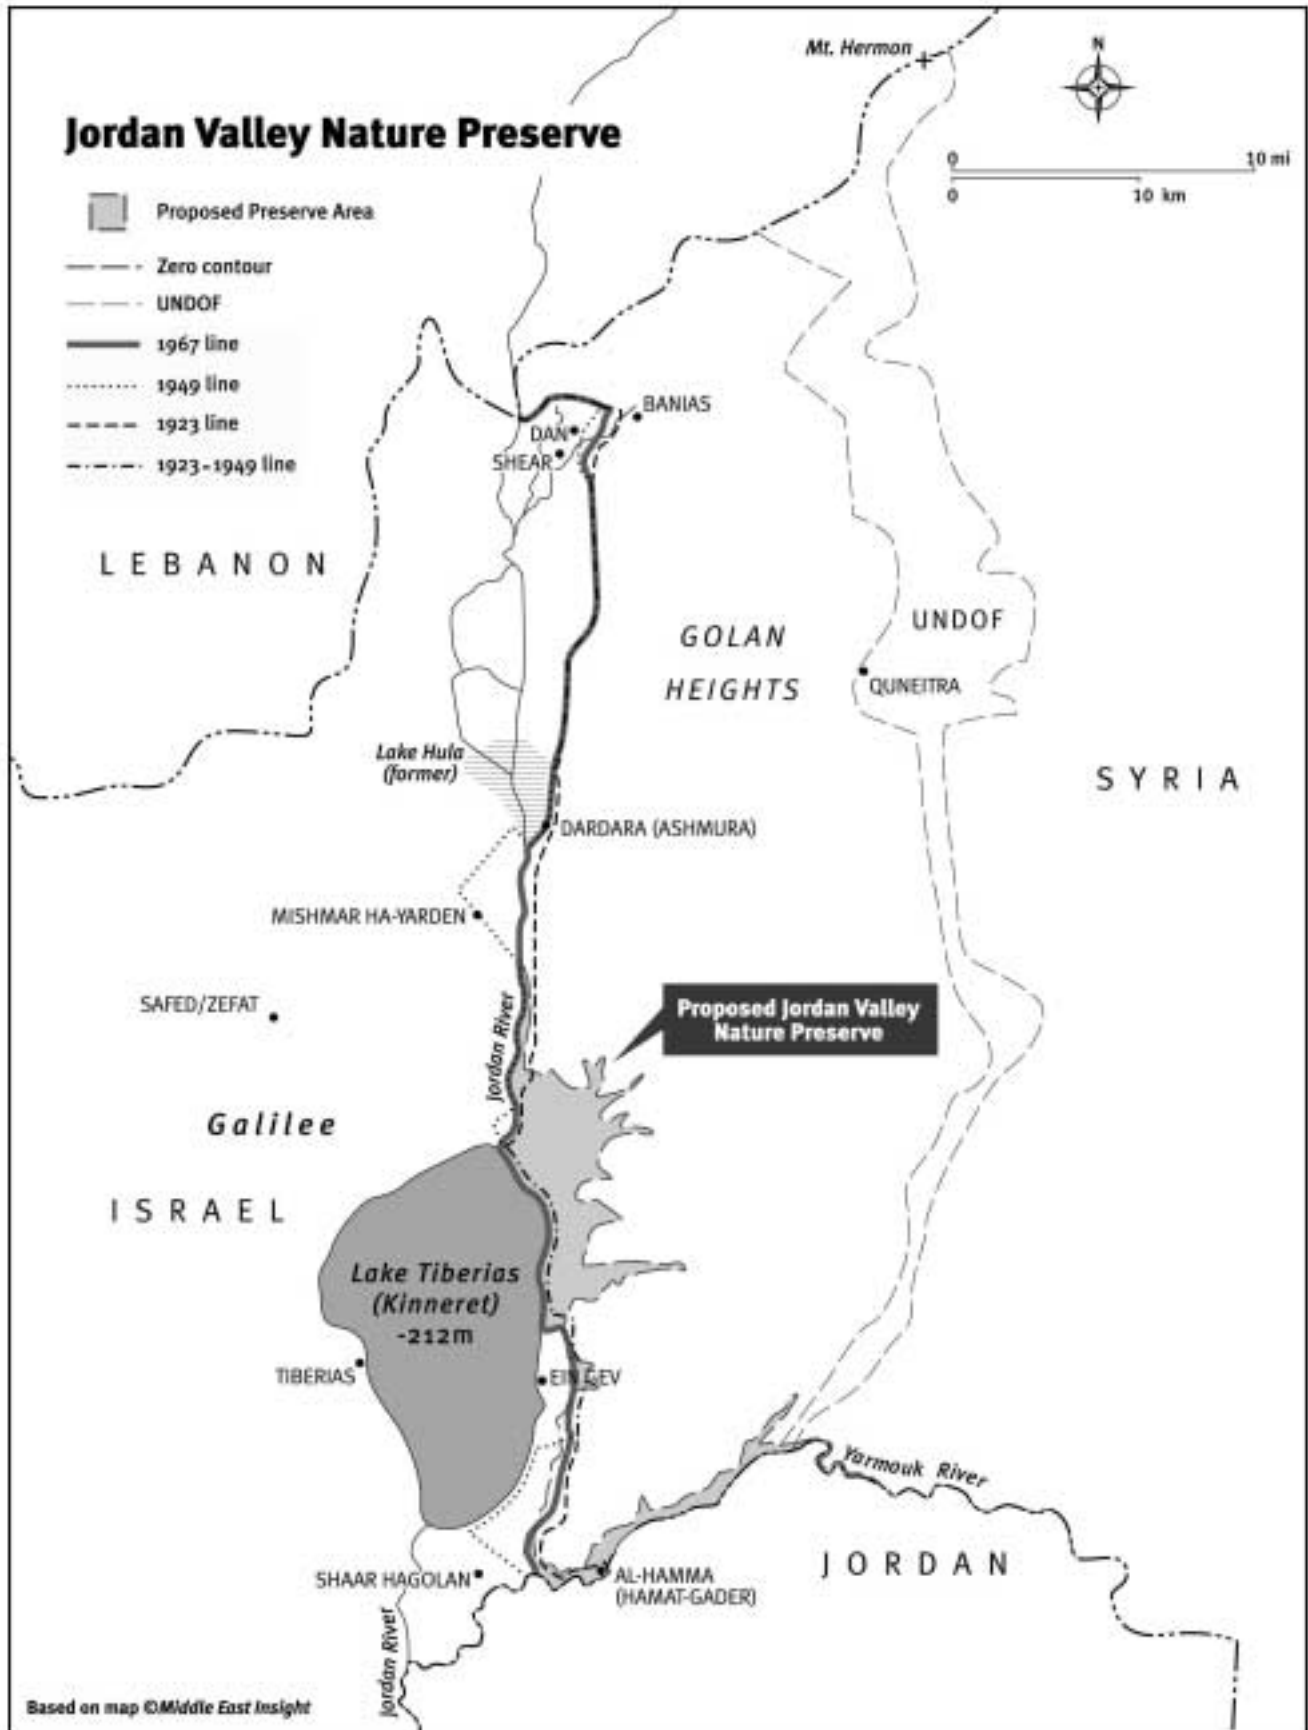 Mt. Hermon
N
Jordan Valley Nature Preserve
0 10 mi
0 10 km
Proposed Preserve Area
Zero contour
UNDOF
1967 line
1949 line
1923 line
1923-1949 line
BANIAS
DAN
SHEAR
LEBANON
GOLAN
HEIGHTS
UNDOF
QUNEITRA
Lake Hula
(former)
SYRIA
DARDARA (ASHMURA)
MISHMAR HA-YARDEN
SAFED/ZEFAT
Jordan River
Proposed Jordan Valley
Nature Preserve
Galilee
ISRAEL
Lake Tiberias
(Kinneret)
-212m
TIBERIAS
EIN GEV
Yarmouk River
JORDAN
SHAAR HAGOLAN
AL-HAMMA
(HAMAT-GADER)
Jordan River
Based on map ©Middle East Insight